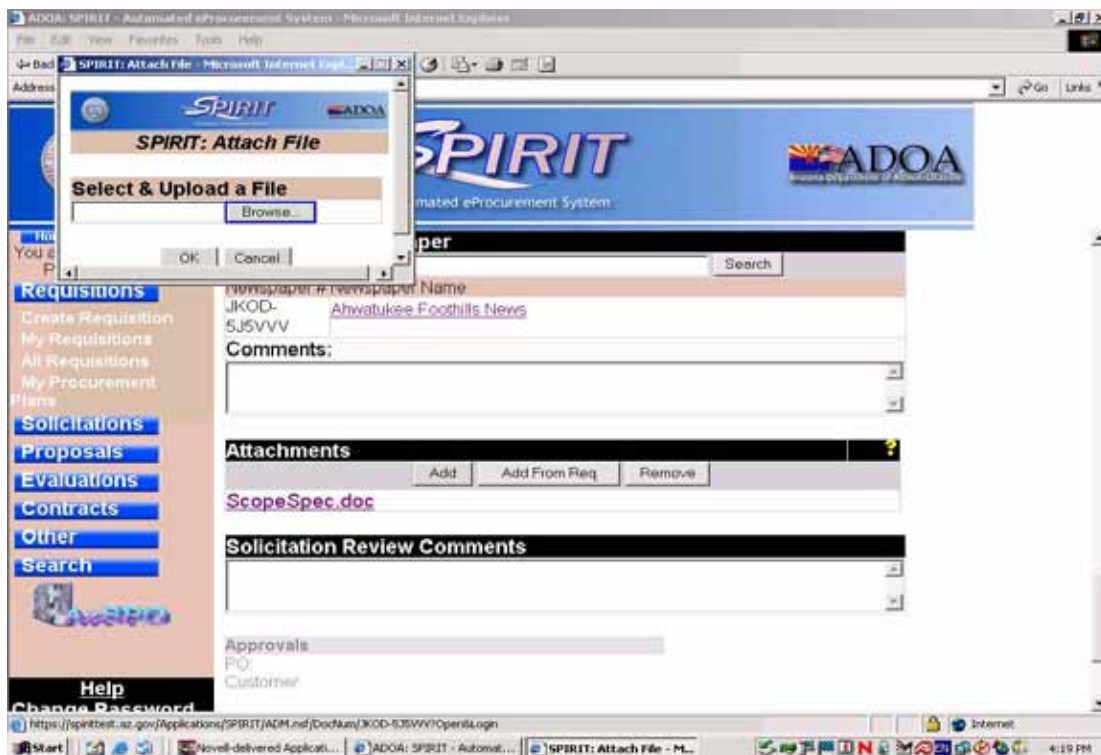 ADOA: SPIRIT - Automated eProcurement System - Microsoft Internet Explorer
File Edit View Favorites Tools Help
Back
SPIRIT: Attach File - Microsoft Internet Expl...
Address
Go Links
SPIRIT ADOA
SPIRIT: Attach File
Select & Upload a File
Browse...
OK Cancel
SPIRIT
ADOA
Arizona Department of Administration
mated eProcurement System
per
Search
Newspaper # Newspaper Name
JKOD-5J5VVV Ahwatukee Foothills News
Comments:
Requisitions
Create Requisition
My Requisitions
All Requisitions
My Procurement
Plans
Solicitations
Proposals
Evaluations
Contracts
Other
Search
Help
Change Password
Attachments ?
Add Add From Req Remove
ScopeSpec.doc
Solicitation Review Comments
Approvals
PO:
Customer
https://spirittest.az.gov/Applications/SPIRIT/ADM.nsf/DocNum/JKOD-5J5VVV?Open&Login
Internet
Start Novell-delivered Applicati... ADOA: SPIRIT - Automat... SPIRIT: Attach File - M... 4:19 PM